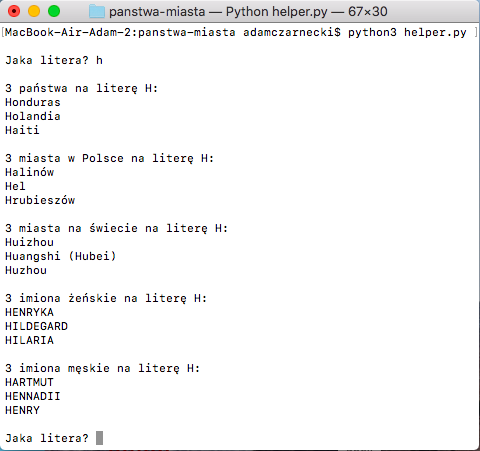 panstwa-miasta — Python helper.py — 67×30
[MacBook-Air-Adam-2:panstwa-miasta adamczarnecki$ python3 helper.py ]
Jaka litera? h
3 państwa na literę H:
Honduras
Holandia
Haiti
3 miasta w Polsce na literę H:
Halinów
Hel
Hrubieszów
3 miasta na świecie na literę H:
Huizhou
Huangshi (Hubei)
Huzhou
3 imiona żeńskie na literę H:
HENRYKA
HILDEGARD
HILARIA
3 imiona męskie na literę H:
HARTMUT
HENNADII
HENRY
Jaka litera?